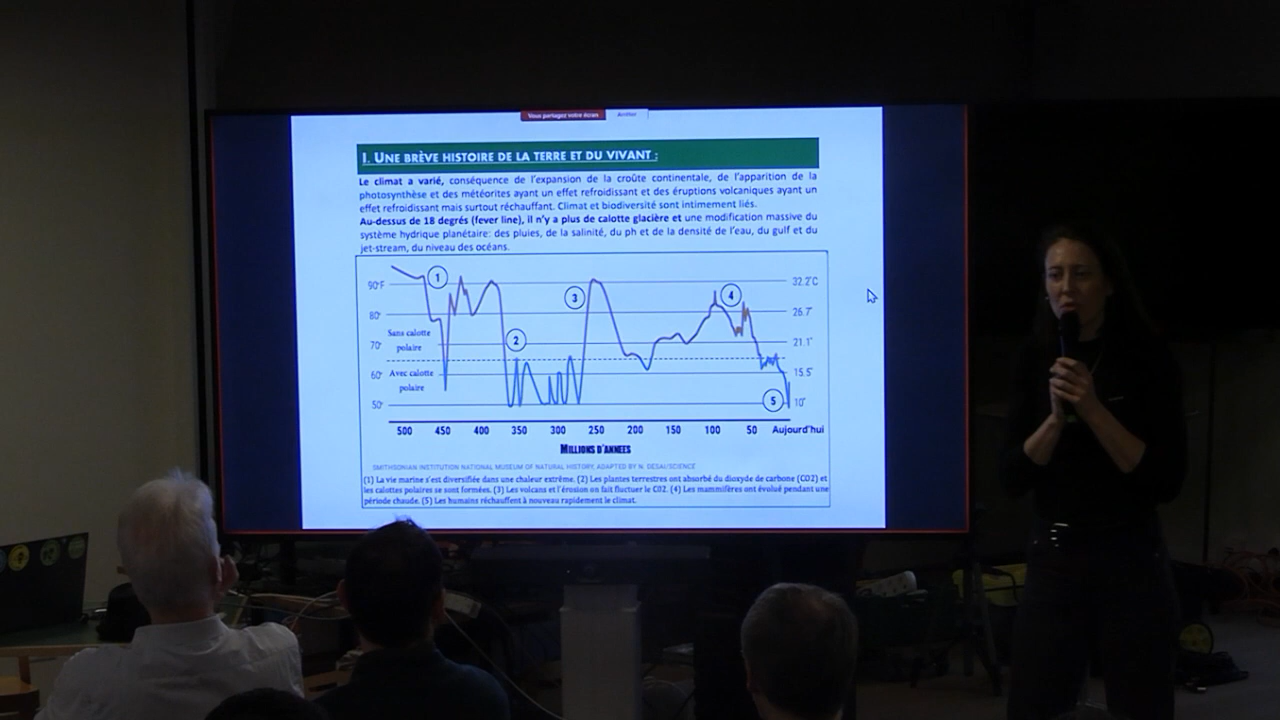 Vous partagez votre écran
Arrêter
I. UNE BRÈVE HISTOIRE DE LA TERRE ET DU VIVANT :
Le climat a varié, conséquence de l'expansion de la croûte continentale, de l'apparition de la
photosynthèse et des météorites ayant un effet refroidissant et des éruptions volcaniques ayant un
effet refroidissant mais surtout réchauffant. Climat et biodiversité sont intimement liés.
Au-dessus de 18 degrés (fever line), il n'y a plus de calotte glacière et une modification massive du
système hydrique planétaire: des pluies, de la salinité, du ph et de la densité de l'eau, du gulf et du
jet-stream, du niveau des océans.
90°F 1 3 4 32.2°C
80° 26.7°
Sans calotte
polaire
70° 2 21.1°
60° Avec calotte 15.5°
polaire
50° 5 10°
500 450 400 350 300 250 200 150 100 50 Aujourd'hui
MILLIONS D'ANNEES
SMITHSONIAN INSTITUTION NATIONAL MUSEUM OF NATURAL HISTORY, ADAPTED BY N. DESAI/SCIENCE
(1) La vie marine s'est diversifiée dans une chaleur extrême. (2) Les plantes terrestres ont absorbé du dioxyde de carbone (CO2) et
les calottes polaires se sont formées. (3) Les volcans et l'érosion on fait fluctuer le C02. (4) Les mammifères ont évolué pendant une
période chaude. (5) Les humains réchauffent à nouveau rapidement le climat.